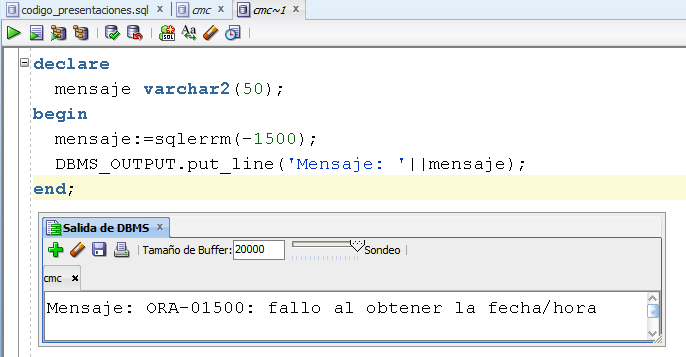 codigo_presentaciones.sql cmc cmc~1
declare
mensaje varchar2(50);
begin
mensaje:=sqlerrm(-1500);
DBMS_OUTPUT.put_line('Mensaje: '||mensaje);
end;
Salida de DBMS
Tamaño de Buffer: 20000 Sondeo
cmc
Mensaje: ORA-01500: fallo al obtener la fecha/hora